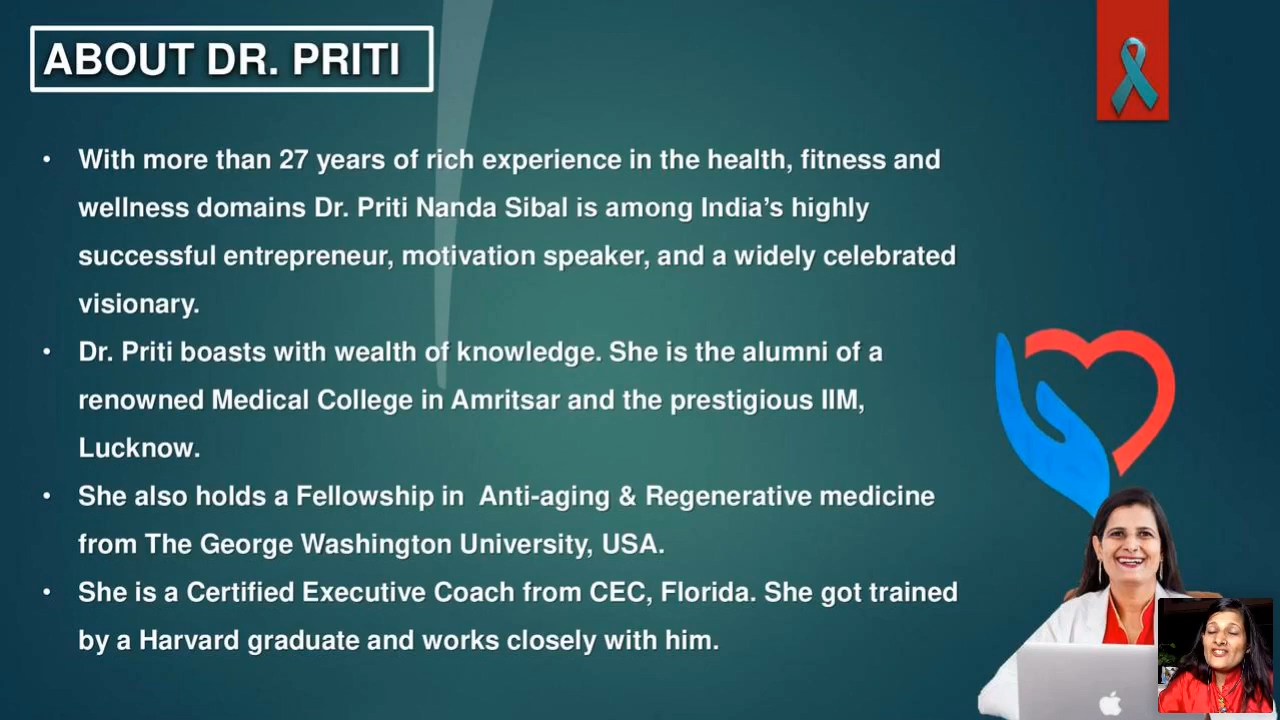 ABOUT DR. PRITI
• With more than 27 years of rich experience in the health, fitness and
wellness domains Dr. Priti Nanda Sibal is among India’s highly
successful entrepreneur, motivation speaker, and a widely celebrated
visionary.
• Dr. Priti boasts with wealth of knowledge. She is the alumni of a
renowned Medical College in Amritsar and the prestigious IIM,
Lucknow.
• She also holds a Fellowship in  Anti-aging & Regenerative medicine
from The George Washington University, USA.
• She is a Certified Executive Coach from CEC, Florida. She got trained
by a Harvard graduate and works closely with him.